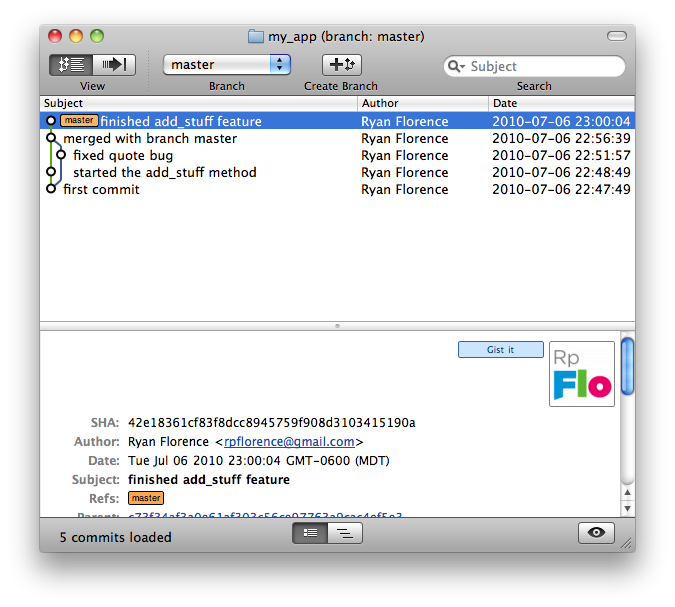 my_app (branch: master)
master
Subject
View
Branch
Create Branch
Search
Subject Author Date
master finished add_stuff feature Ryan Florence 2010-07-06 23:00:04
merged with branch master Ryan Florence 2010-07-06 22:56:39
fixed quote bug Ryan Florence 2010-07-06 22:51:57
started the add_stuff method Ryan Florence 2010-07-06 22:48:49
first commit Ryan Florence 2010-07-06 22:47:49
Gist it
Rp
Flo
SHA: 42e18361cf83f8dcc8945759f908d3103415190a
Author: Ryan Florence <rpflorence@gmail.com>
Date: Tue Jul 06 2010 23:00:04 GMT-0600 (MDT)
Subject: finished add_stuff feature
Refs: master
Parent:
5 commits loaded